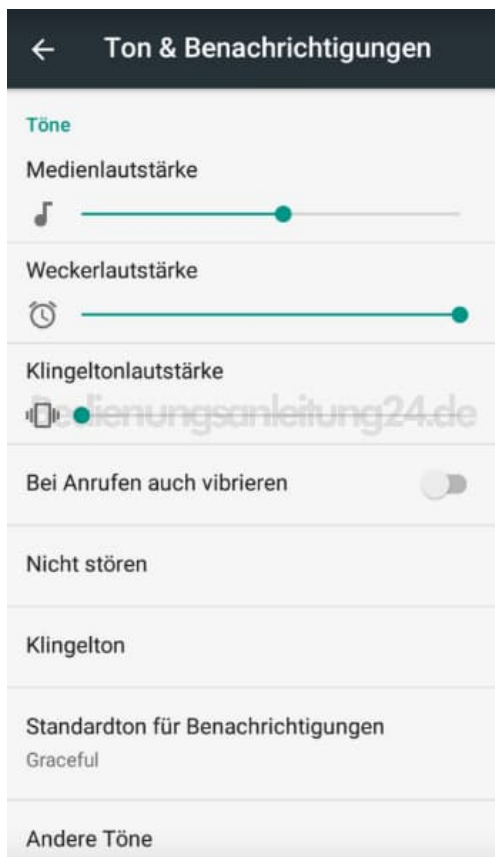 Ton & Benachrichtigungen
Töne
Medienlautstärke
Weckerlautstärke
Klingeltonlautstärke
Bedienungsanleitung24.de
Bei Anrufen auch vibrieren
Nicht stören
Klingelton
Standardton für Benachrichtigungen
Graceful
Andere Töne